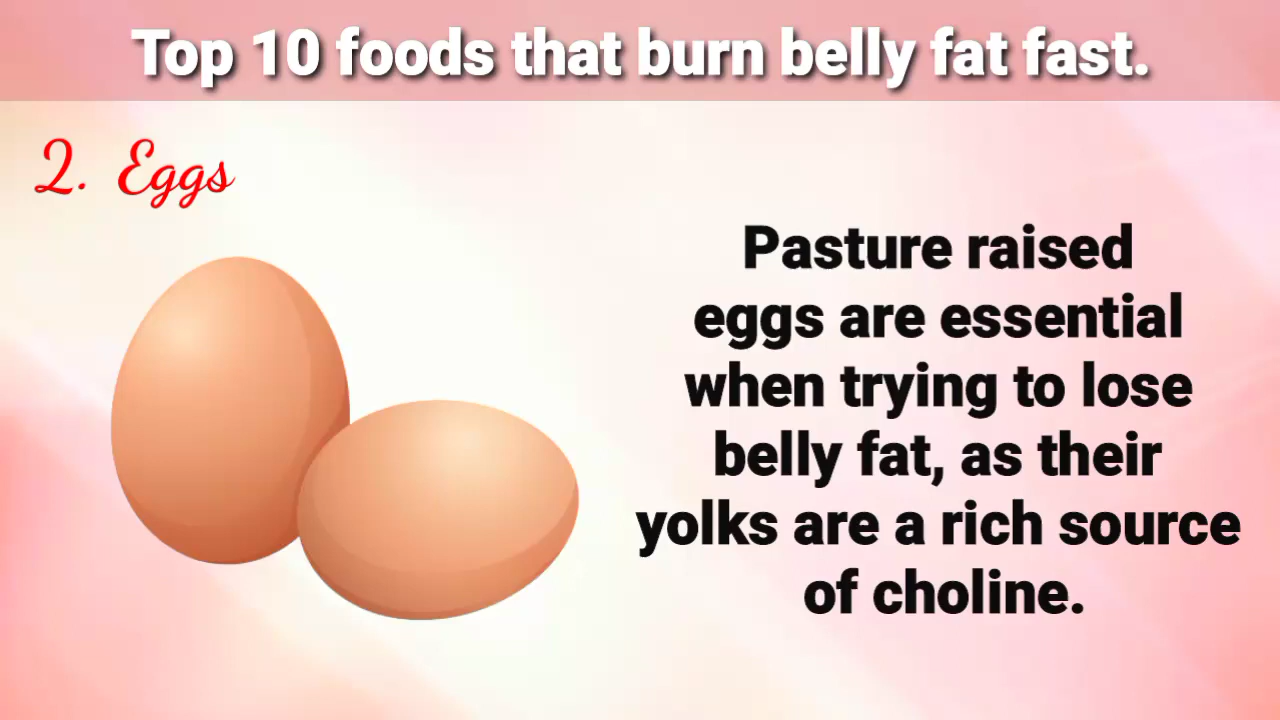 Top 10 foods that burn belly fat fast.
2. Eggs
Pasture raised
eggs are essential
when trying to lose
belly fat, as their
yolks are a rich source
of choline.